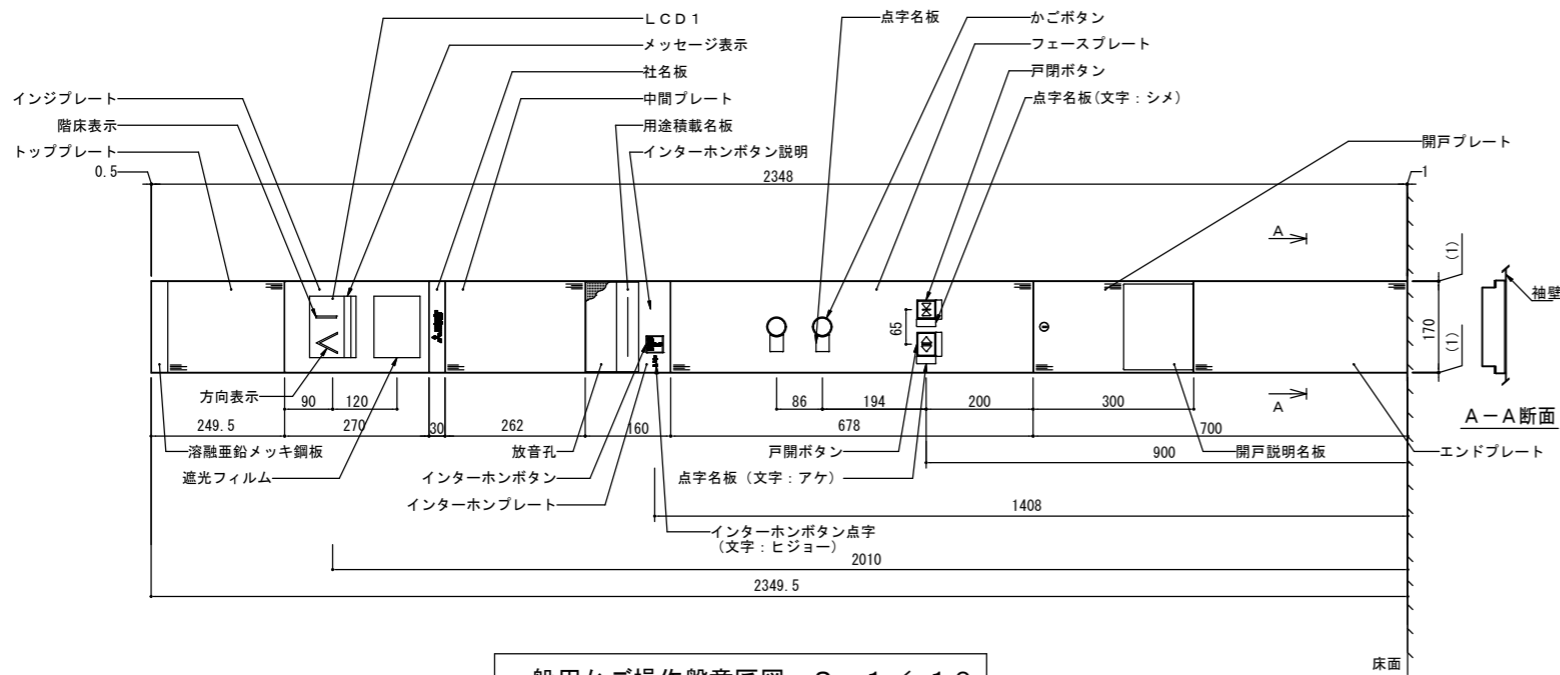 LCD1
メッセージ表示
社名板
中間プレート
用途積載名板
インターホンボタン説明
点字名板
かごボタン
フェースプレート
戸閉ボタン
点字名板(文字：シメ)
開戸プレート
インジプレート
階床表示
トッププレート
0.5
2348
1
A
(1)
袖壁
65
170
(1)
方向表示
90
120
86
194
200
300
A
A－A断面
249.5
270
30
262
160
678
700
溶融亜鉛メッキ鋼板
放音孔
戸開ボタン
900
開戸説明名板
エンドプレート
遮光フィルム
インターホンボタン
点字名板（文字：アケ）
インターホンプレート
1408
インターホンボタン点字
（文字：ヒジョー）
2010
2349.5
床面